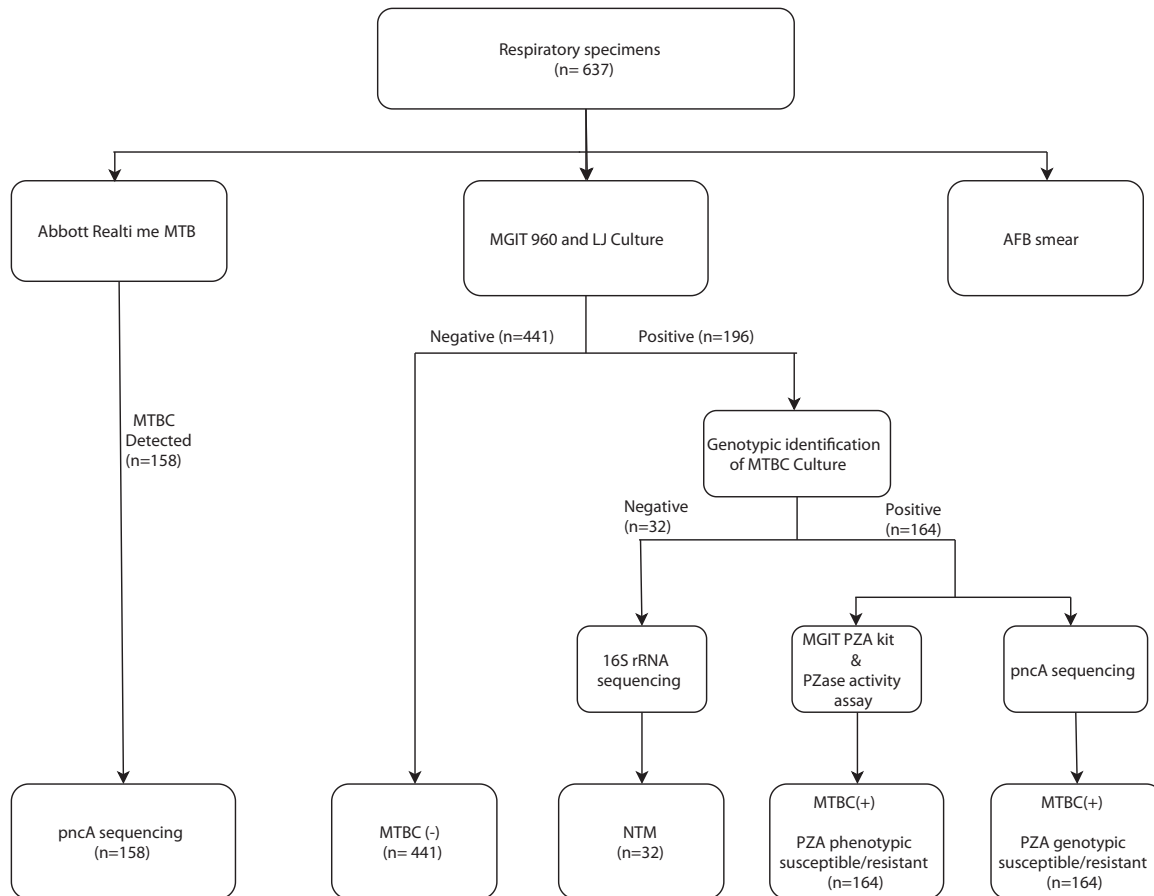 Respiratory specimens
(n= 637)
Abbott Realti me MTB
MGIT 960 and LJ Culture
AFB smear
Negative (n=441)
Positive (n=196)
MTBC
Detected
(n=158)
Genotypic identification
of MTBC Culture
Negative
(n=32)
Positive
(n=164)
16S rRNA
sequencing
MGIT PZA kit
&
PZase activity
assay
pncA sequencing
pncA sequencing
(n=158)
MTBC (-)
(n= 441)
NTM
(n=32)
MTBC(+)
PZA phenotypic
susceptible/resistant
(n=164)
MTBC(+)
PZA genotypic
susceptible/resistant
(n=164)